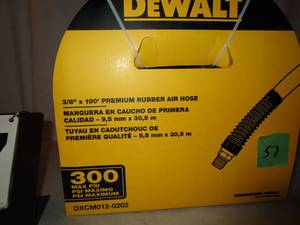 DEWALT
3/8" x 100' PREMIUM RUBBER AIR HOSE
MANGUERA EN CAUCHO DE PRIMERA
CALIDAD – 9,5 mm x 30,5 m
TUYAU EN CAOUTCHOUC DE
PREMIÈRE QUALITÉ – 9,5 mm x 30,5 m
57
300
MAX PSI
PSI MÁXIMO
PSI MAXIMUM
DXCM012-0202